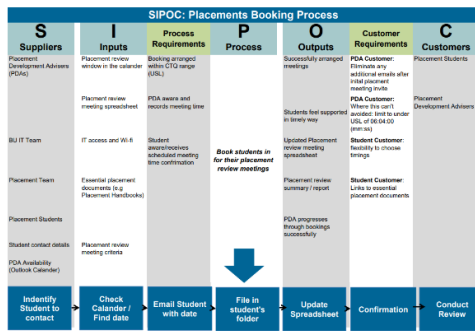 SIPOC: Placements Booking Process
S
Suppliers
I
Inputs
Process
Requirements
P
Process
O
Outputs
Customer
Requirements
C
Customers
Placement
Development Advisers
(PDAs)
BU IT Team
Placement Team
Placement Students
Student contact details
PDA Availability
(Outlook Calander)
Placement review
window in the calander
Placment review
meeting spreadsheet
IT access and Wi-fi
Essential placement
documents (e.g
Placement Handbooks)
Placement review
meeting criteria
Booking arranged
within CTQ range
(USL)
PDA aware and
records meeting time
Student
aware/receives
scheduled meeting
time confrimation
Book students in
for their placement
review meetings
Successfully arranged
meetings
Students feel supported
in timely way
Updated Placement
review meeting
spreadsheet
Placement review
summary / report
PDA progresses
through bookings
successfully
PDA Customer:
Eliminate any
additional emails after
inital placment
meeting invite
PDA Customer:
Where this can't
avoided: limit to under
USL of 06:04:00
(mm:ss)
Student Customer:
flexibility to choose
timings
Student Customer:
Links to essential
placement documents
Placement Students
Placement
Development Advisers
Indentify
Student to
contact
Check
Calander /
Find date
Email Student
with date
File in
student's
folder
Update
Spreadsheet
Confirmation
Conduct
Review